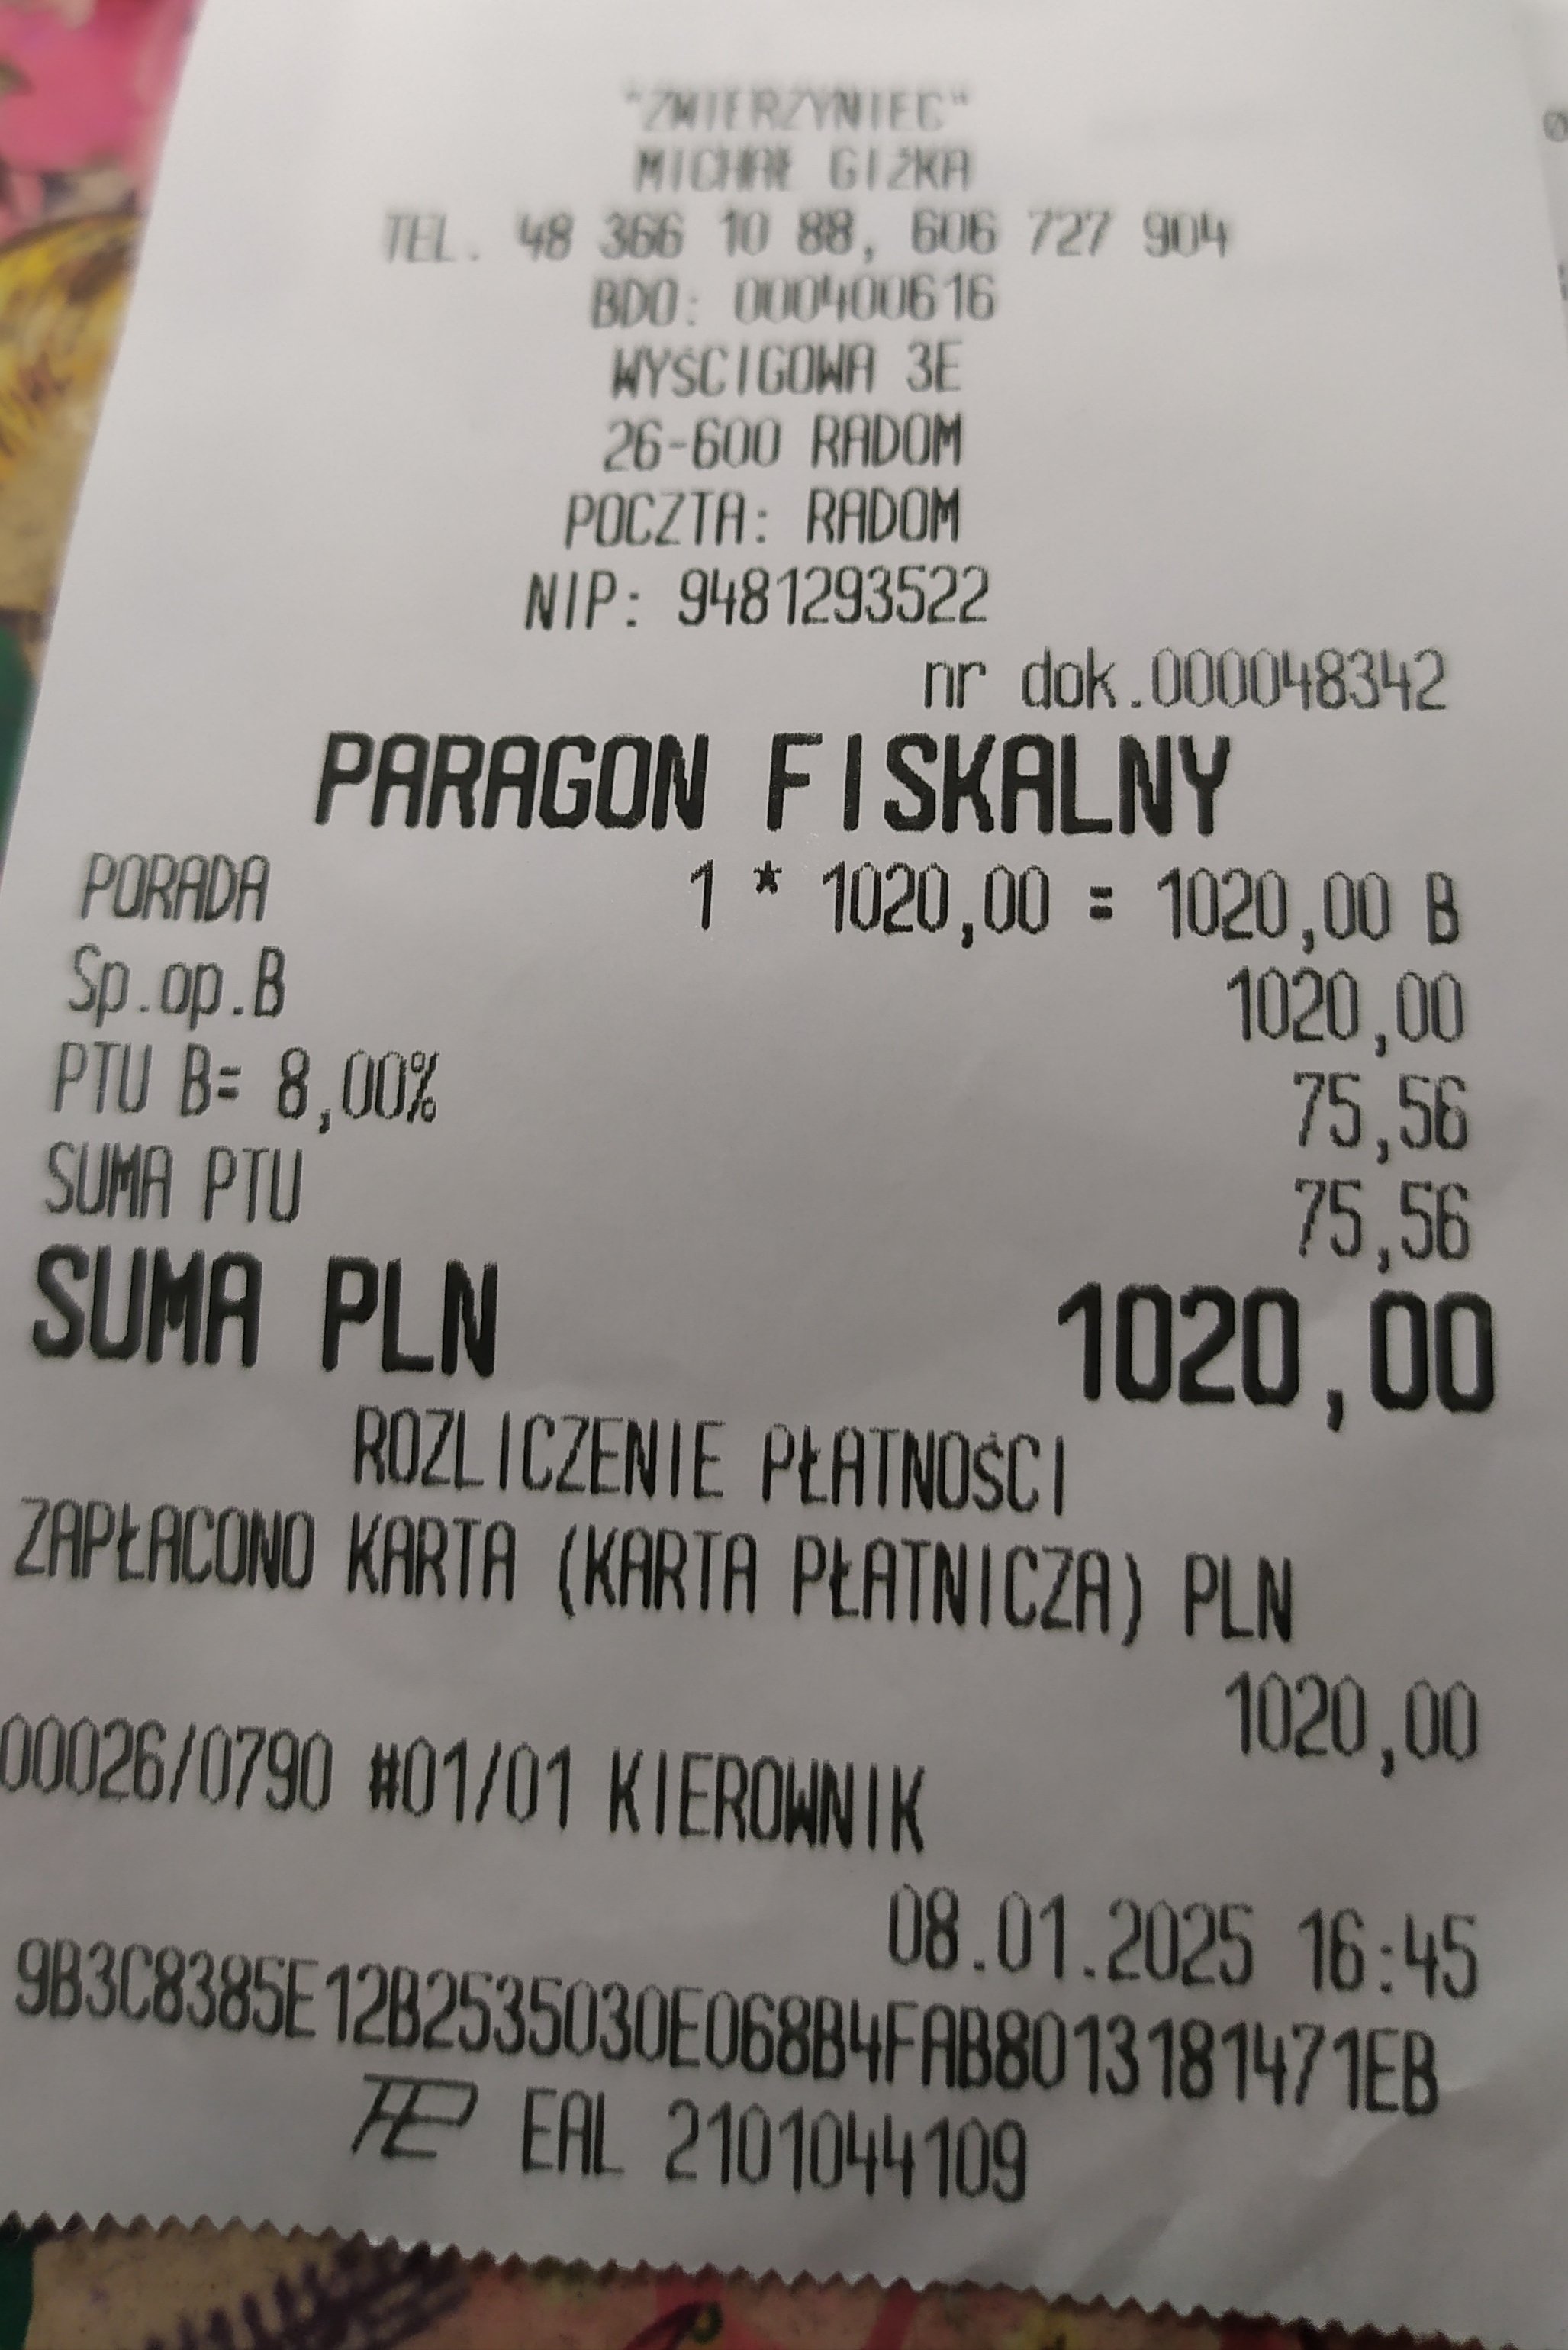 "ZWIERZYNIEC"
MICHAŁ GIŻKA
TEL. 48 366 10 88, 606 727 904
BDO: 000400616
WYŚCIGOWA 3E
26-600 RADOM
POCZTA: RADOM
NIP: 9481293522
nr dok.000048342
PARAGON FISKALNY
PORADA 1 * 1020,00 = 1020,00 B
Sp.op.B 1020,00
PTU B= 8,00% 75,56
SUMA PTU 75,56
SUMA PLN 1020,00
ROZLICZENIE PŁATNOŚCI
ZAPŁACONO KARTA (KARTA PŁATNICZA) PLN
1020,00
00026/0790 #01/01 KIEROWNIK
08.01.2025 16:45
9B3C8385E12B2535030E068B4FAB8013181471EB
EAL 2101044109